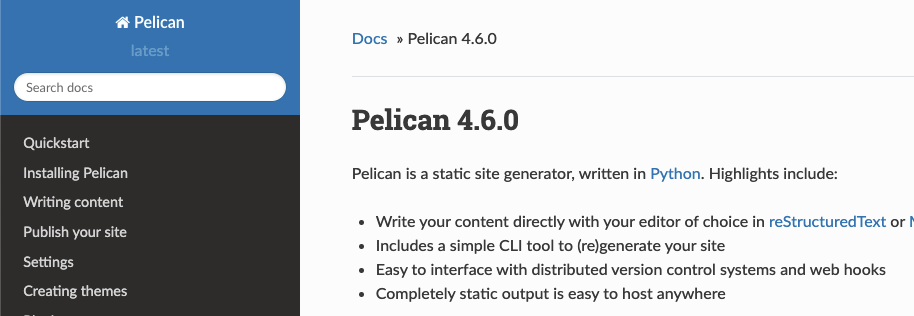 Pelican
latest
Search docs
Quickstart
Installing Pelican
Writing content
Publish your site
Settings
Creating themes
Docs » Pelican 4.6.0
Pelican 4.6.0
Pelican is a static site generator, written in Python. Highlights include:
• Write your content directly with your editor of choice in reStructuredText or
• Includes a simple CLI tool to (re)generate your site
• Easy to interface with distributed version control systems and web hooks
• Completely static output is easy to host anywhere